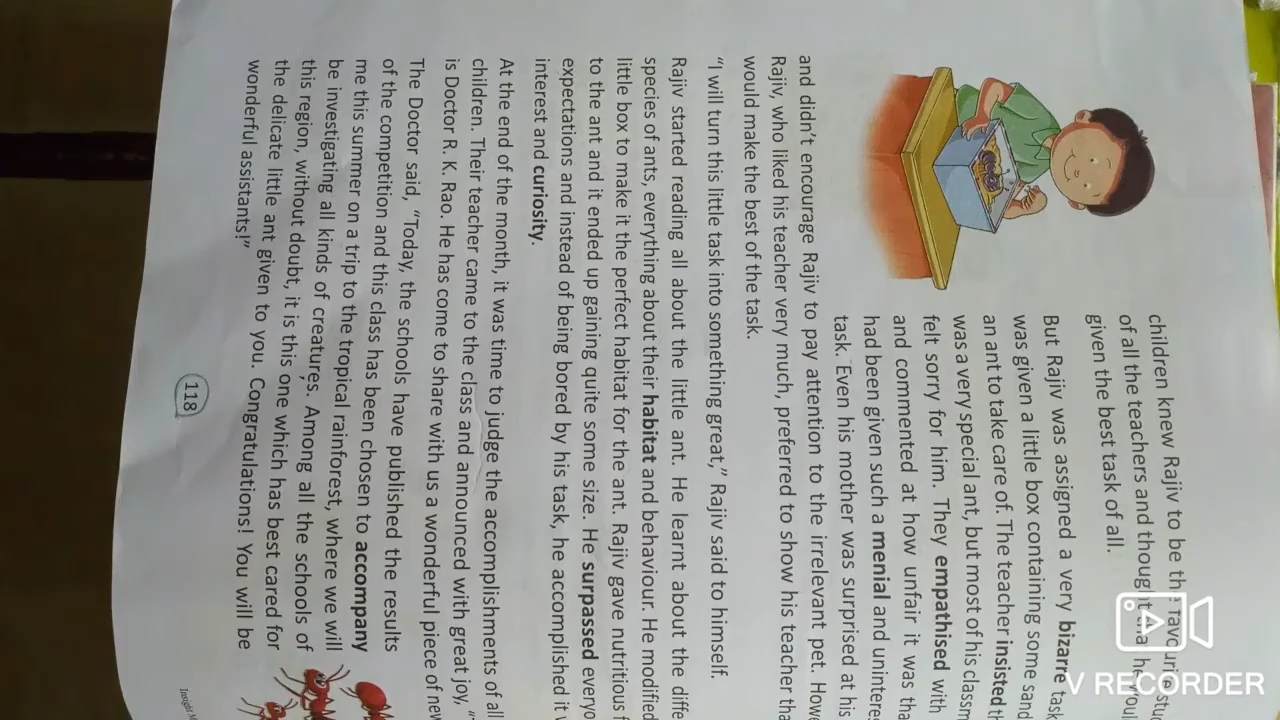 children knew Rajiv to be the
of all the teachers and
given the best task of all.
But Rajiv was assigned a very bizarre task
was given a little box containing some sand
an ant to take care of. The teacher insisted
was a very special ant, but most of his
felt sorry for him. They empathised with
and commented at how unfair it was
had been given such a menial and
task. Even his mother was surprised at his
and didn't encourage Rajiv to pay attention to the irrelevant pet.
Rajiv, who liked his teacher very much, preferred to show his teacher
would make the best of the task.
"I will turn this little task into something great," Rajiv said to himself.
Rajiv started reading all about the little ant. He learnt about the
species of ants, everything about their habitat and behaviour. He modified
little box to make it the perfect habitat for the ant. Rajiv gave nutritious
to the ant and it ended up gaining quite some size. He surpassed
expectations and instead of being bored by his task, he accomplished it
interest and curiosity.
At the end of the month, it was time to judge the accomplishments of all
children. Their teacher came to the class and announced with great joy, "
is Doctor R. K. Rao. He has come to share with us a wonderful piece of
The Doctor said, "Today, the schools have published the results
of the competition and this class has been chosen to accompany
me this summer on a trip to the tropical rainforest, where we will
be investigating all kinds of creatures. Among all the schools of
this region, without doubt, it is this one which has best cared for
the delicate little ant given to you. Congratulations! You will be
wonderful assistants!"
118
Insight
V RECORDER